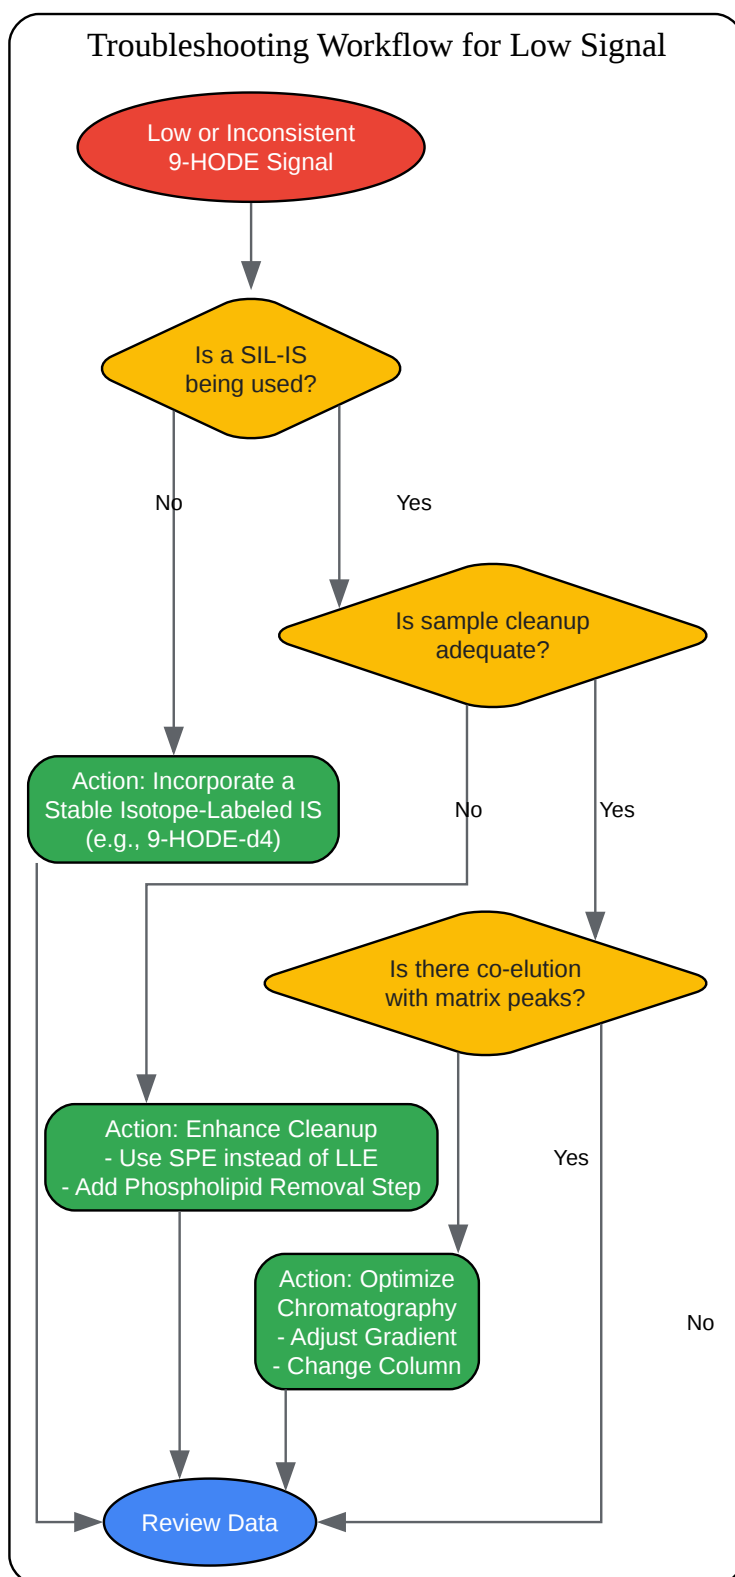 Troubleshooting Workflow for Low Signal
Low or Inconsistent
9-HODE Signal
Is a SIL-IS
being used?
No
Yes
Is sample cleanup
adequate?
Action: Incorporate a
Stable Isotope-Labeled IS
(e.g., 9-HODE-d4)
No
Yes
Is there co-elution
with matrix peaks?
Action: Enhance Cleanup
- Use SPE instead of LLE
- Add Phospholipid Removal Step
Yes
Action: Optimize
Chromatography
- Adjust Gradient
- Change Column
No
Review Data